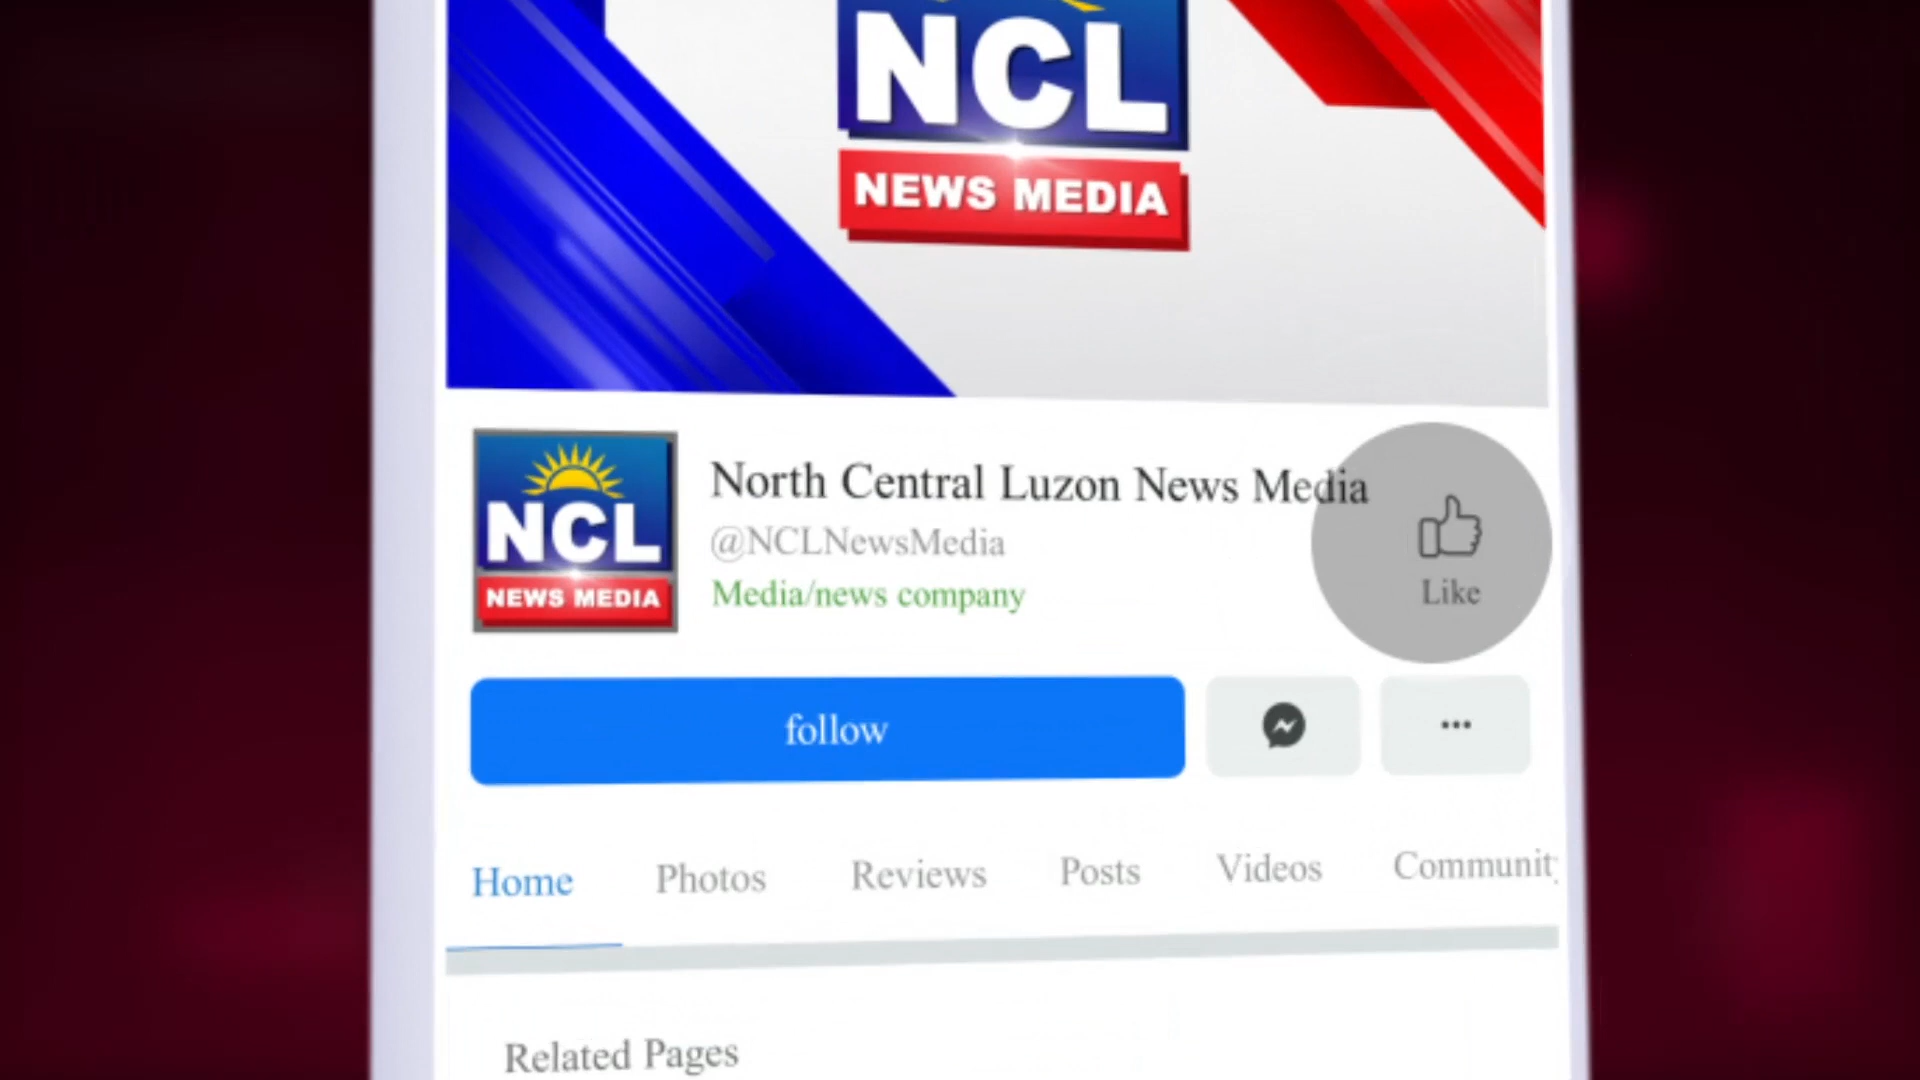 NCL
NEWS MEDIA
NCL
NEWS MEDIA
North Central Luzon News Media
@NCLNewsMedia
Media/news company
Like
follow
Home Photos Reviews Posts Videos Communit
Related Pages